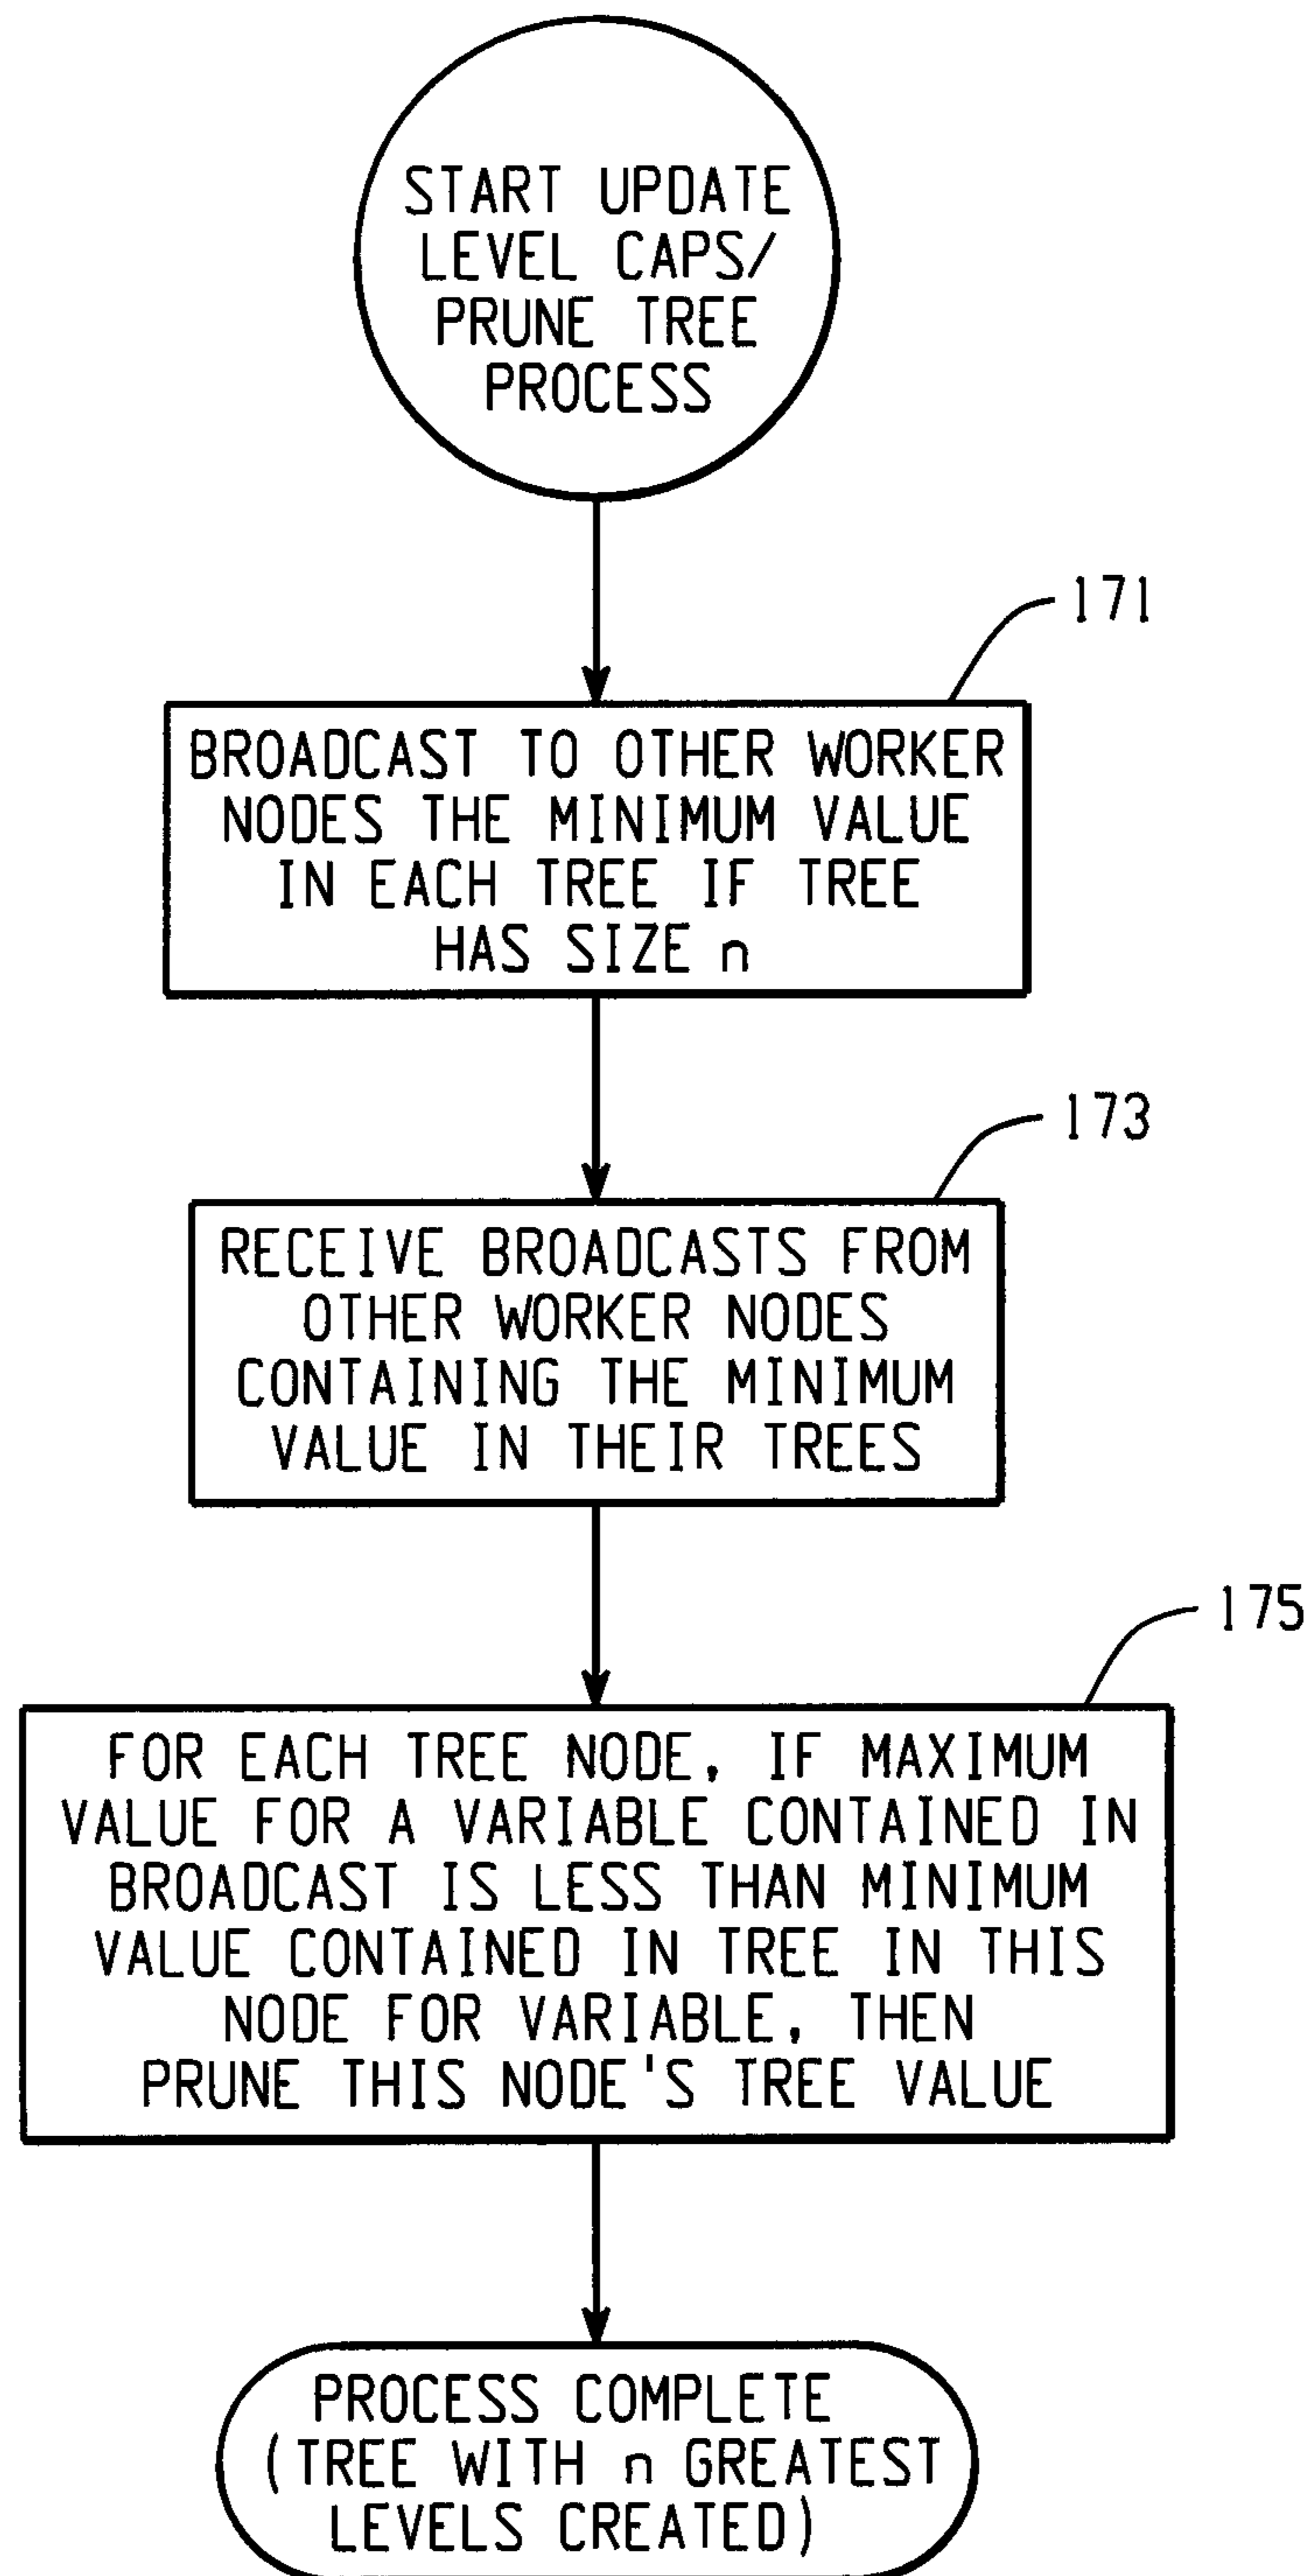 START UPDATE
LEVEL CAPS/
PRUNE TREE
PROCESS
171
BROADCAST TO OTHER WORKER
NODES THE MINIMUM VALUE
IN EACH TREE IF TREE
HAS SIZE n
173
RECEIVE BROADCASTS FROM
OTHER WORKER NODES
CONTAINING THE MINIMUM
VALUE IN THEIR TREES
175
FOR EACH TREE NODE, IF MAXIMUM
VALUE FOR A VARIABLE CONTAINED IN
BROADCAST IS LESS THAN MINIMUM
VALUE CONTAINED IN TREE IN THIS
NODE FOR VARIABLE, THEN
PRUNE THIS NODE'S TREE VALUE
PROCESS COMPLETE
(TREE WITH n GREATEST
LEVELS CREATED)